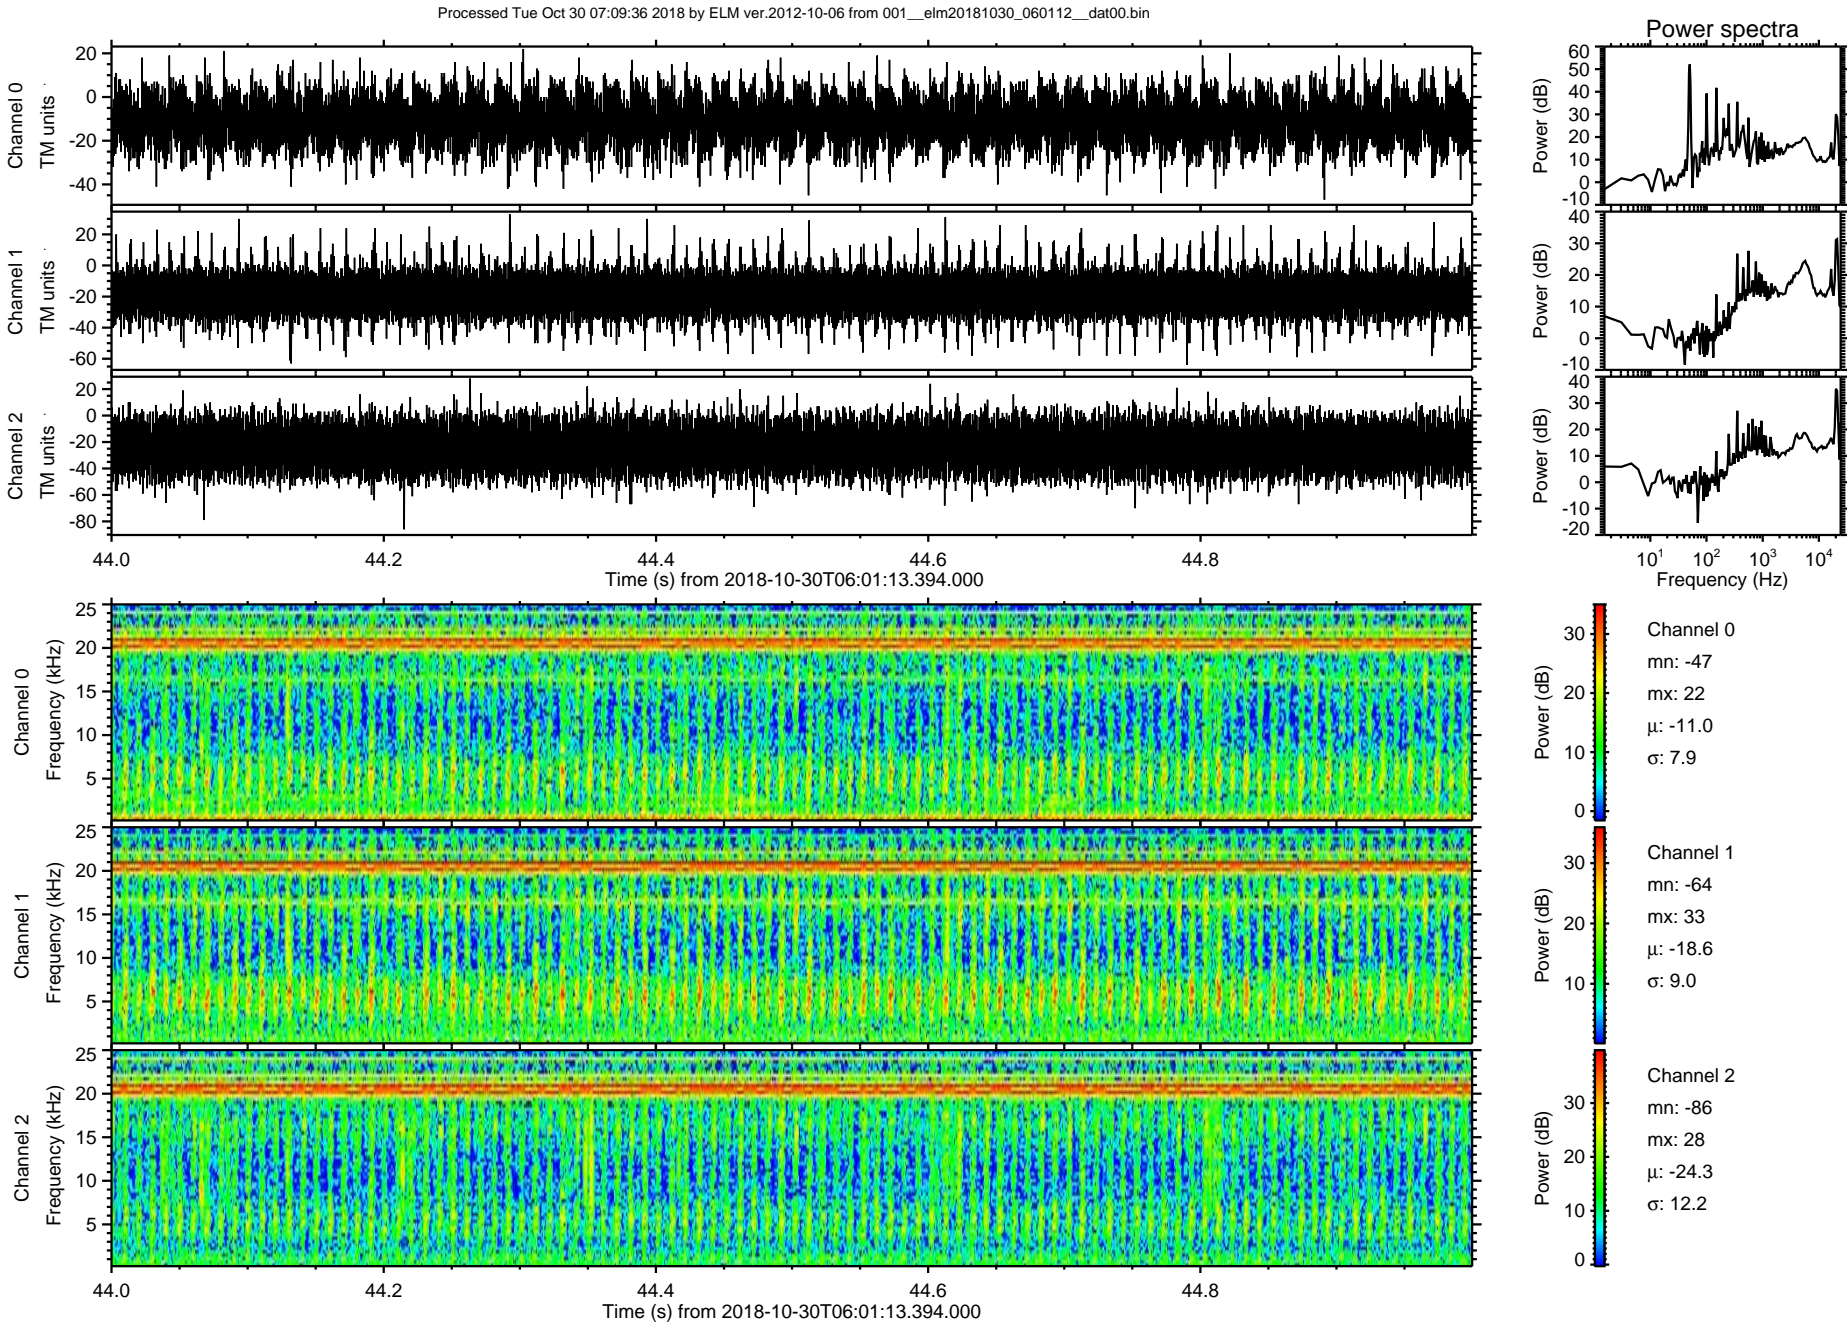 Processed Tue Oct 30 07:09:36 2018 by ELM ver.2012-10-06 from 001__elm20181030_060112__dat00.bin
Power spectra
Channel 0
TM units
20
0
-20
-40
Power (dB)
60
50
40
30
20
10
0
-10
Channel 1
TM units
20
0
-20
-40
-60
Power (dB)
40
30
20
10
0
-10
Channel 2
TM units
20
0
-20
-40
-60
-80
Power (dB)
40
30
20
10
0
-10
-20
44.0 44.2 44.4 44.6 44.8
Time (s) from 2018-10-30T06:01:13.394.000
10¹ 10² 10³ 10⁴
Frequency (Hz)
Channel 0
Frequency (kHz)
25
20
15
10
5
Power (dB)
30
20
10
0
Channel 0
mn: -47
mx: 22
μ: -11.0
σ: 7.9
Channel 1
Frequency (kHz)
25
20
15
10
5
Power (dB)
30
20
10
Channel 1
mn: -64
mx: 33
μ: -18.6
σ: 9.0
Channel 2
Frequency (kHz)
25
20
15
10
5
Power (dB)
30
20
10
0
Channel 2
mn: -86
mx: 28
μ: -24.3
σ: 12.2
44.0 44.2 44.4 44.6 44.8
Time (s) from 2018-10-30T06:01:13.394.000